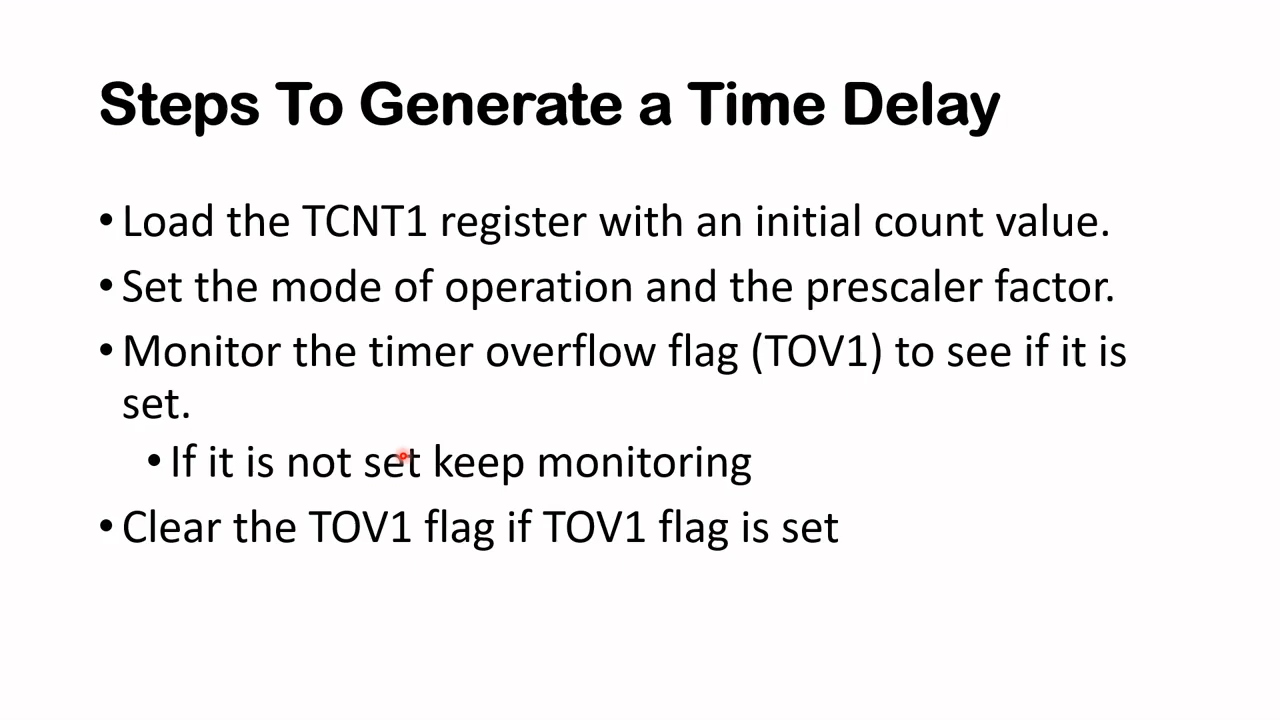 Steps To Generate a Time Delay
• Load the TCNT1 register with an initial count value.
• Set the mode of operation and the prescaler factor.
• Monitor the timer overflow flag (TOV1) to see if it is
set.
• If it is not set keep monitoring
• Clear the TOV1 flag if TOV1 flag is set